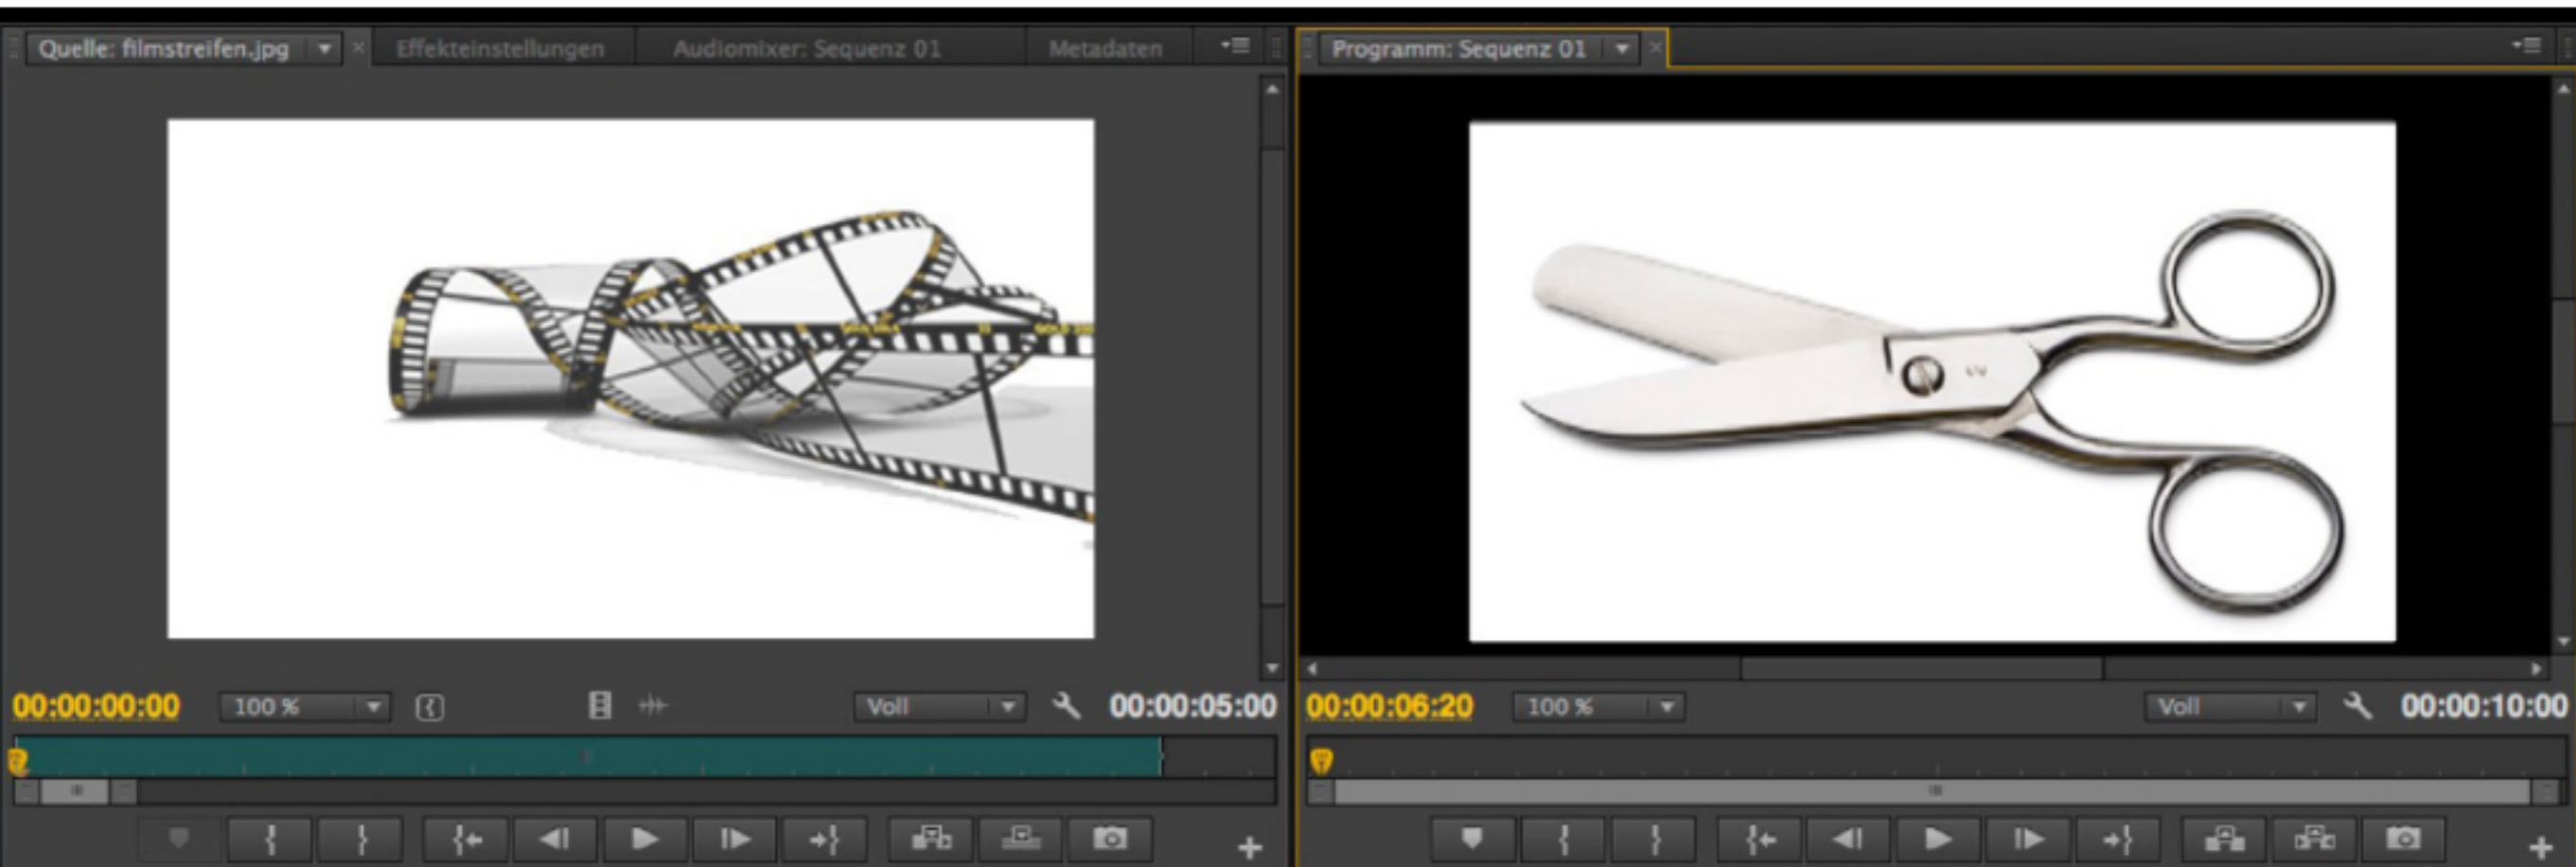 Quelle: filmstreifen.jpg
Effekteinstellungen
Audiomixer: Sequenz 01
Metadaten
Programm: Sequenz 01
00:00:00:00
100 %
Voll
00:00:05:00
00:00:06:20
100 %
Voll
00:00:10:00